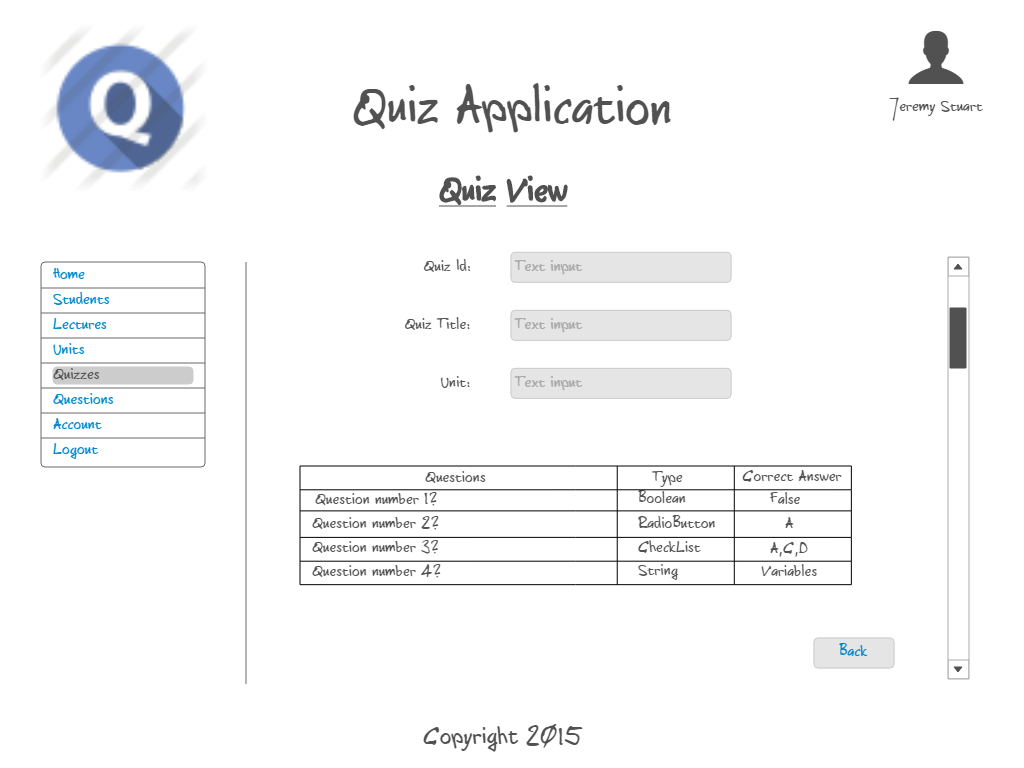 Q
Quiz Application
Jeremy Stuart
Quiz View
Home
Students
Lectures
Units
Quizzes
Questions
Account
Logout
Quiz Id: Text input
Quiz Title: Text input
Unit: Text input
Questions Type Correct Answer
Question number 1? Boolean False
Question number 2? RadioButton A
Question number 3? CheckList A,C,D
Question number 4? String Variables
Back
Copyright 2015